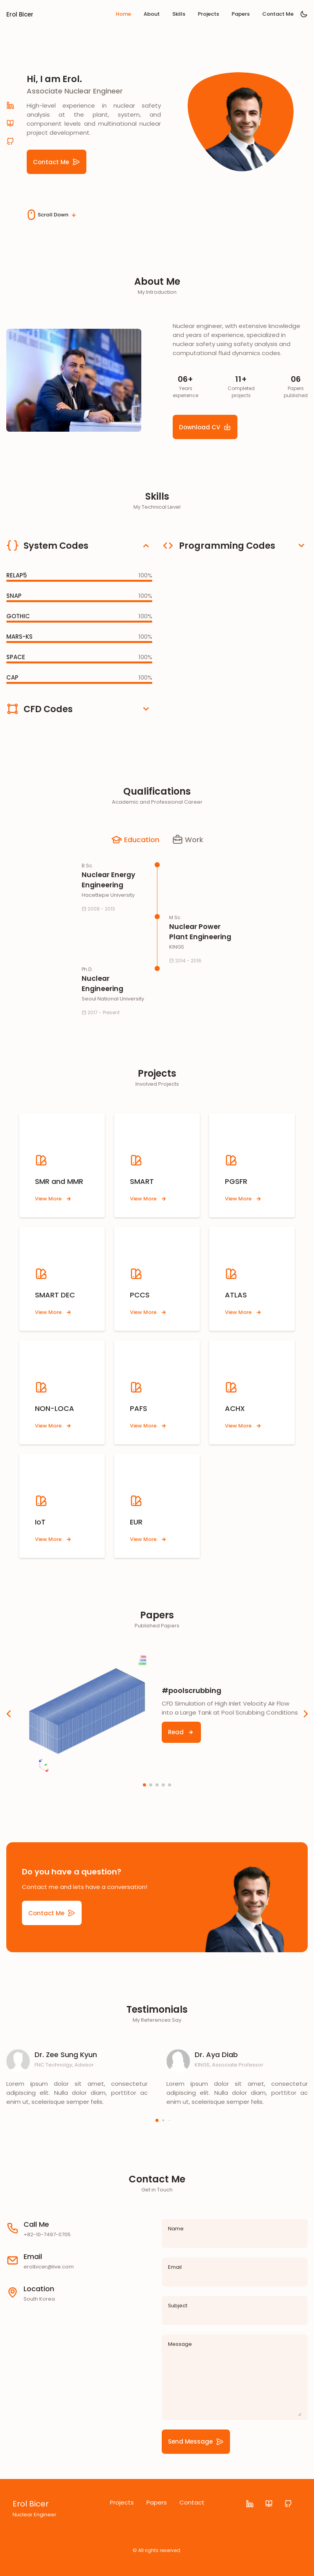 Erol Bicer
Home About Skills Projects Papers Contact Me
Hi, I am Erol.
Associate Nuclear Engineer
High-level experience in nuclear safety analysis at the plant, system, and component levels and multinational nuclear project development.
Contact Me
Scroll Down
About Me
My Introduction
Nuclear engineer, with extensive knowledge and years of experience, specialized in nuclear safety using safety analysis and computational fluid dynamics codes.
06+
Years experience
11+
Completed projects
06
Papers published
Download CV
Skills
My Technical Level
System Codes
RELAP5 100%
SNAP 100%
GOTHIC 100%
MARS-KS 100%
SPACE 100%
CAP 100%
CFD Codes
Programming Codes
Qualifications
Academic and Professional Career
Education
Work
B.Sc.
Nuclear Energy Engineering
Hacettepe University
M.Sc.
Nuclear Power Plant Engineering
KINGS
2014 - 2016
Ph.D.
Nuclear Engineering
Seoul National University
2017 - Present
Projects
Involved Projects
SMR and MMR
View More
SMART
View More
PGSFR
View More
SMART DEC
View More
PCCS
View More
ATLAS
View More
NON-LOCA
View More
PAFS
View More
ACHX
View More
IoT
View More
EUR
View More
Papers
Published Papers
#poolscrubbing
CFD Simulation of High Inlet Velocity Air Flow into a Large Tank at Pool Scrubbing Conditions
Read
Do you have a question?
Contact me and lets have a conversation!
Contact Me
Testimonials
My References Say
Dr. Zee Sung Kyun
FNC Technology, Advisor
Lorem ipsum dolor sit amet, consectetur adipiscing elit. Nulla dolor diam, porttitor ac enim ut, scelerisque semper felis.
Dr. Aya Diab
KINGS, Associate Professor
Lorem ipsum dolor sit amet, consectetur adipiscing elit. Nulla dolor diam, porttitor ac enim ut, scelerisque semper felis.
Contact Me
Get in Touch
Call Me
+82-10-7497-0705
Email
erolbicer@live.com
Location
South Korea
Name
Email
Subject
Message
Send Message
Erol Bicer
Nuclear Engineer
Projects Papers Contact
© All rights reserved